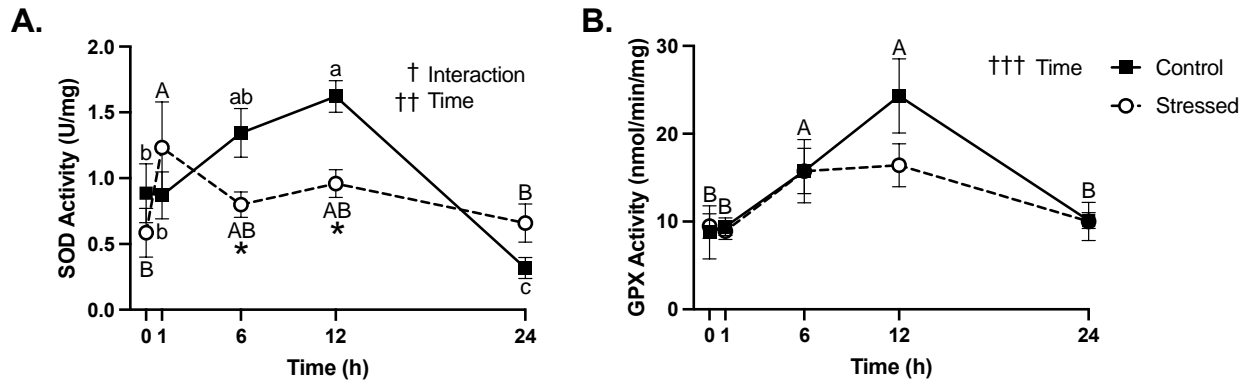 A.
SOD Activity (U/mg)
2.0
1.5
1.0
0.5
0.0
† Interaction
†† Time
b
A
ab
a
B
b
AB
*
AB
*
B
c
0 1 6 12 24
Time (h)
B.
GPX Activity (nmol/min/mg)
30
20
10
0
A
A
B
B
B
††† Time
Control
Stressed
0 1 6 12 24
Time (h)